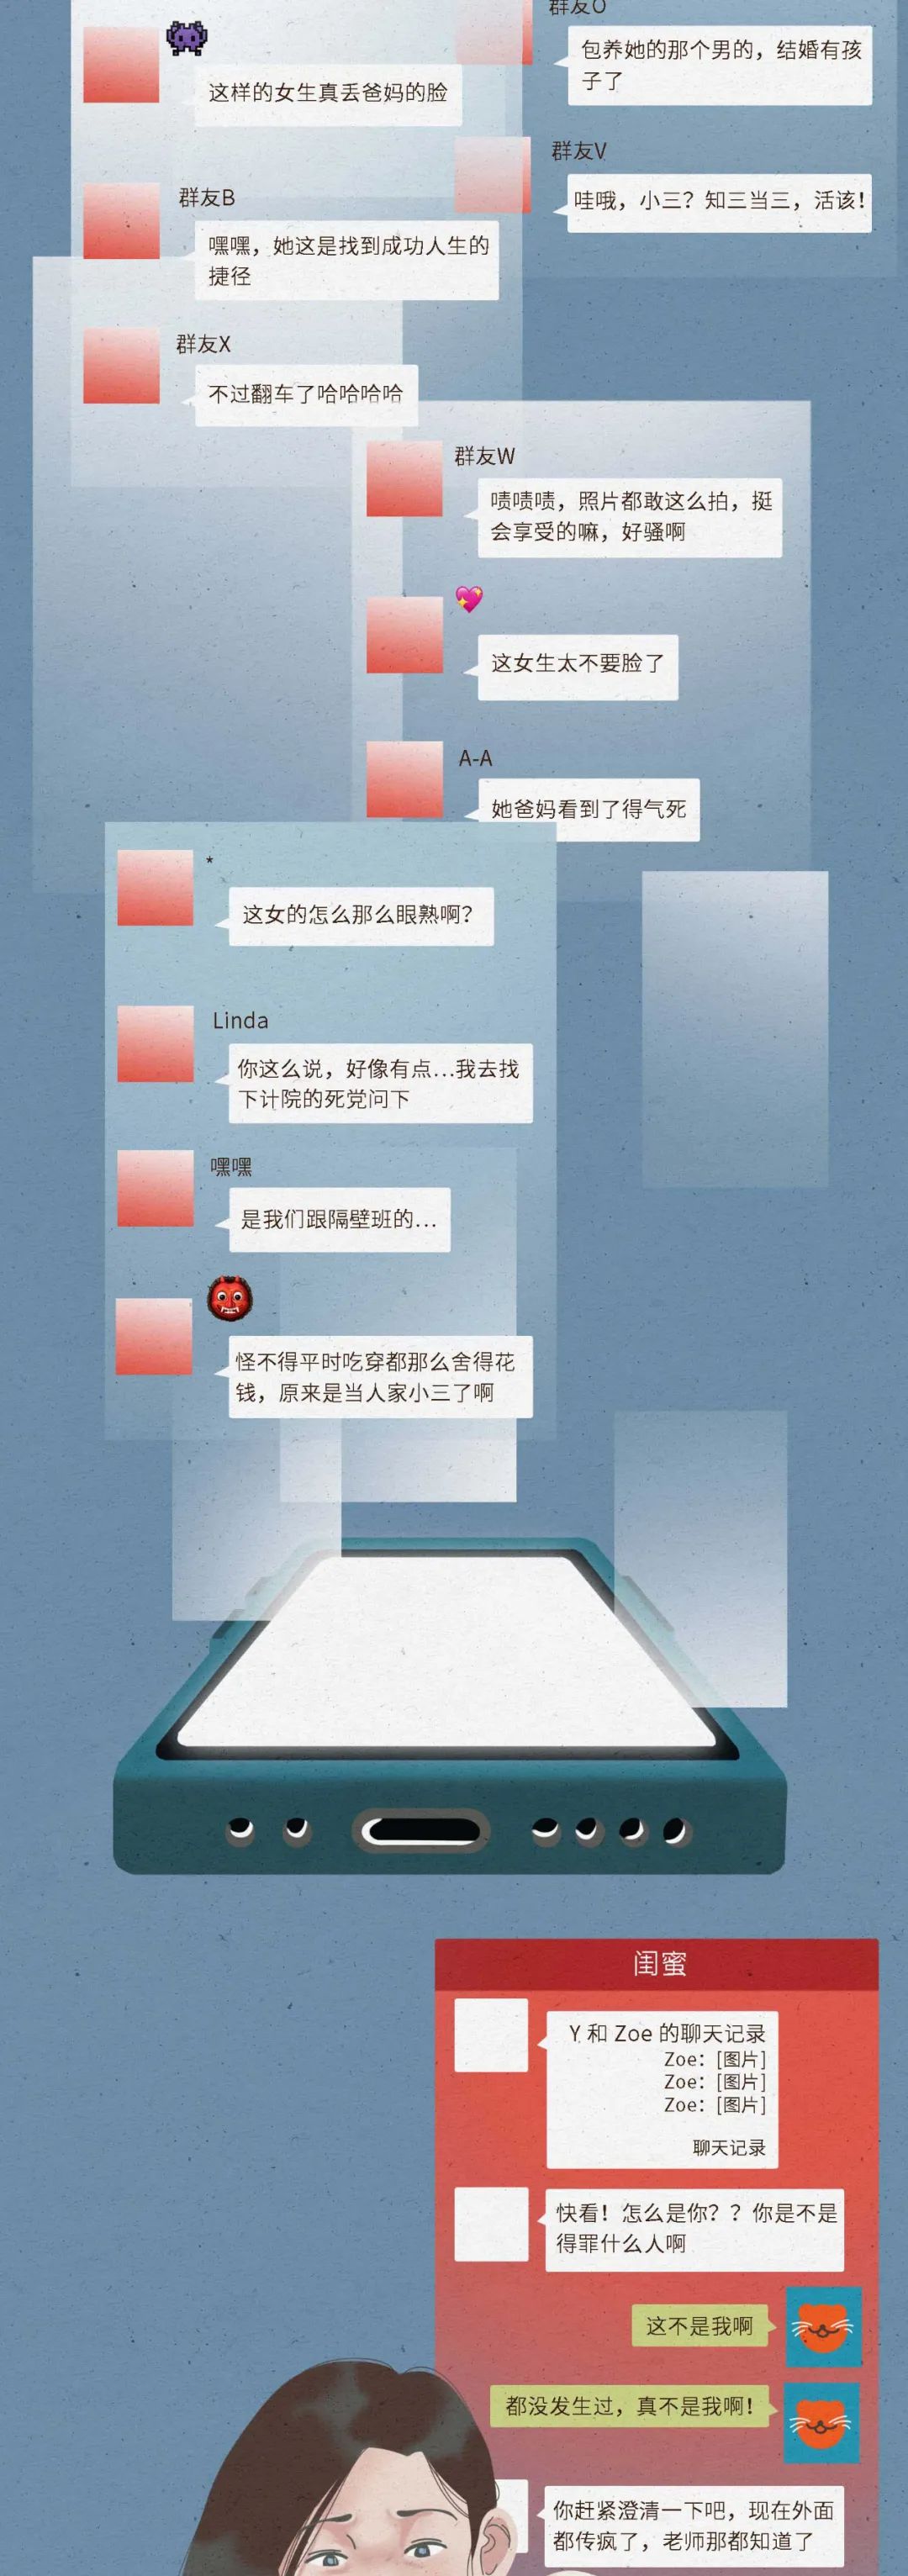 群友O
包养她的那个男的，结婚有孩
子了
这样的女生真丢爸妈的脸
群友V
哇哦，小三？知三当三，活该！
群友B
嘿嘿，她这是找到成功人生的
捷径
群友X
不过翻车了哈哈哈哈
群友W
啧啧啧，照片都敢这么拍，挺
会享受的嘛，好骚啊
这女生太不要脸了
A-A
她爸妈看到了得气死
*
这女的怎么那么眼熟啊？
Linda
你这么说，好像有点...我去找
下计院的死党问下
嘿嘿
是我们跟隔壁班的...
怪不得平时吃穿都那么舍得花
钱，原来是当人家小三了啊
闺蜜
Y 和 Zoe 的聊天记录
Zoe：[图片]
Zoe：[图片]
Zoe：[图片]
聊天记录
快看！怎么是你？？你是不是
得罪什么人啊
这不是我啊
都没发生过，真不是我啊！
你赶紧澄清一下吧，现在外面
都传疯了，老师那都知道了